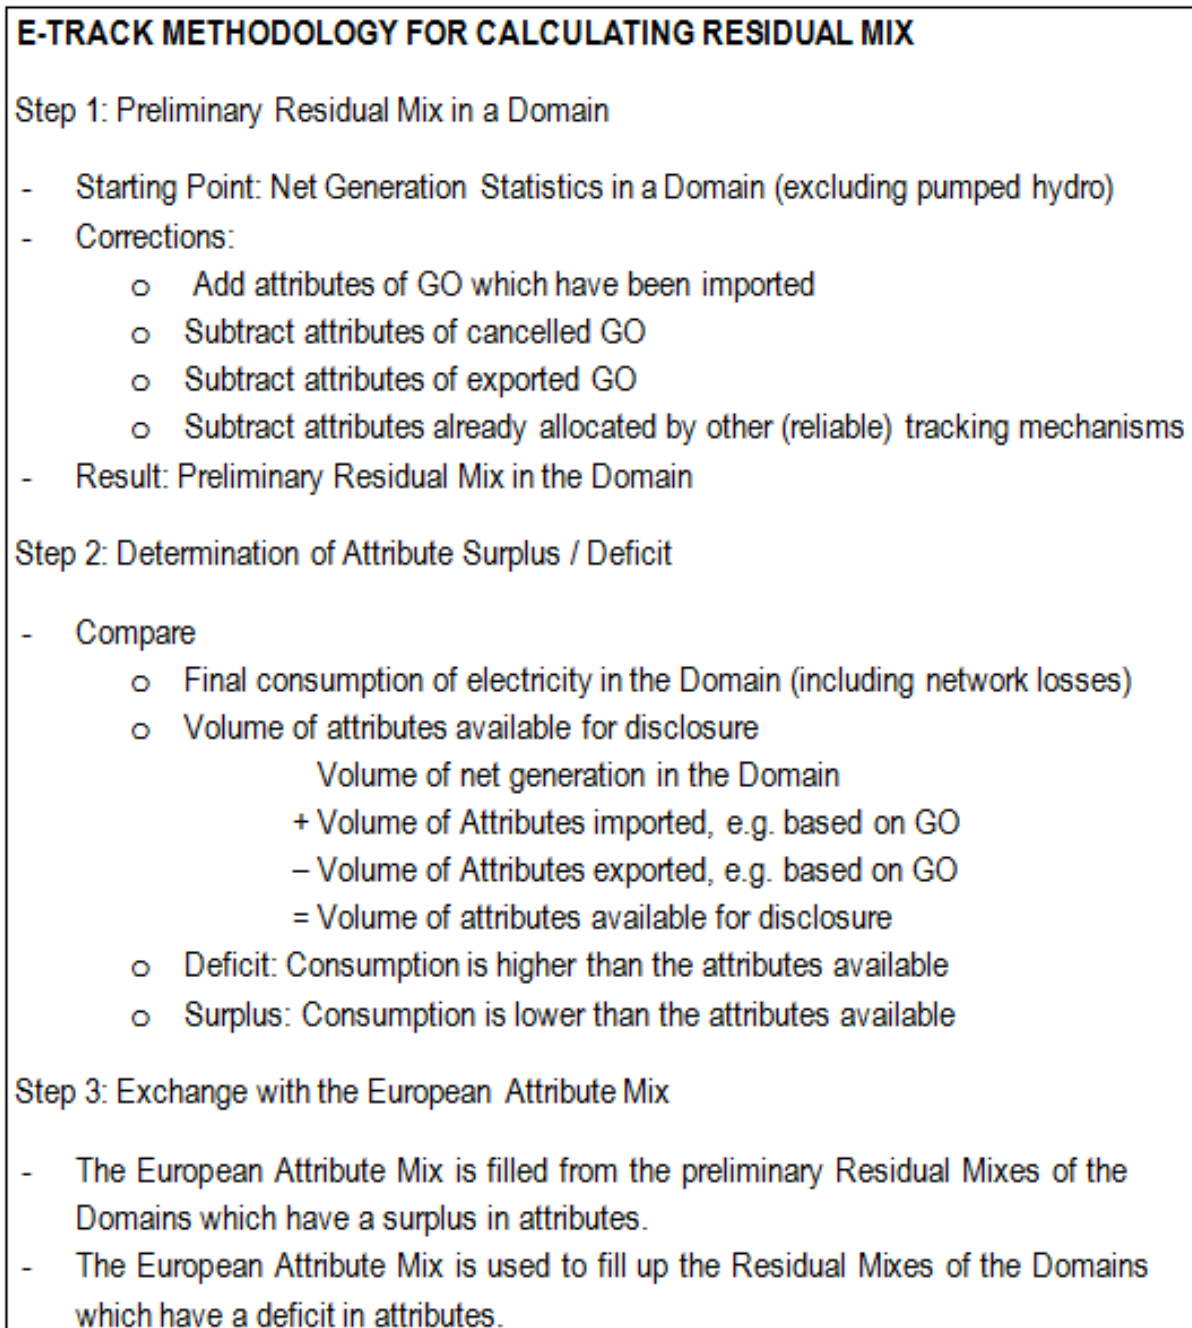 E-TRACK METHODOLOGY FOR CALCULATING RESIDUAL MIX
Step 1: Preliminary Residual Mix in a Domain
- Starting Point: Net Generation Statistics in a Domain (excluding pumped hydro)
- Corrections:
o Add attributes of GO which have been imported
o Subtract attributes of cancelled GO
o Subtract attributes of exported GO
o Subtract attributes already allocated by other (reliable) tracking mechanisms
- Result: Preliminary Residual Mix in the Domain
Step 2: Determination of Attribute Surplus / Deficit
- Compare
o Final consumption of electricity in the Domain (including network losses)
o Volume of attributes available for disclosure
Volume of net generation in the Domain
+ Volume of Attributes imported, e.g. based on GO
– Volume of Attributes exported, e.g. based on GO
= Volume of attributes available for disclosure
o Deficit: Consumption is higher than the attributes available
o Surplus: Consumption is lower than the attributes available
Step 3: Exchange with the European Attribute Mix
- The European Attribute Mix is filled from the preliminary Residual Mixes of the
Domains which have a surplus in attributes.
- The European Attribute Mix is used to fill up the Residual Mixes of the Domains
which have a deficit in attributes.